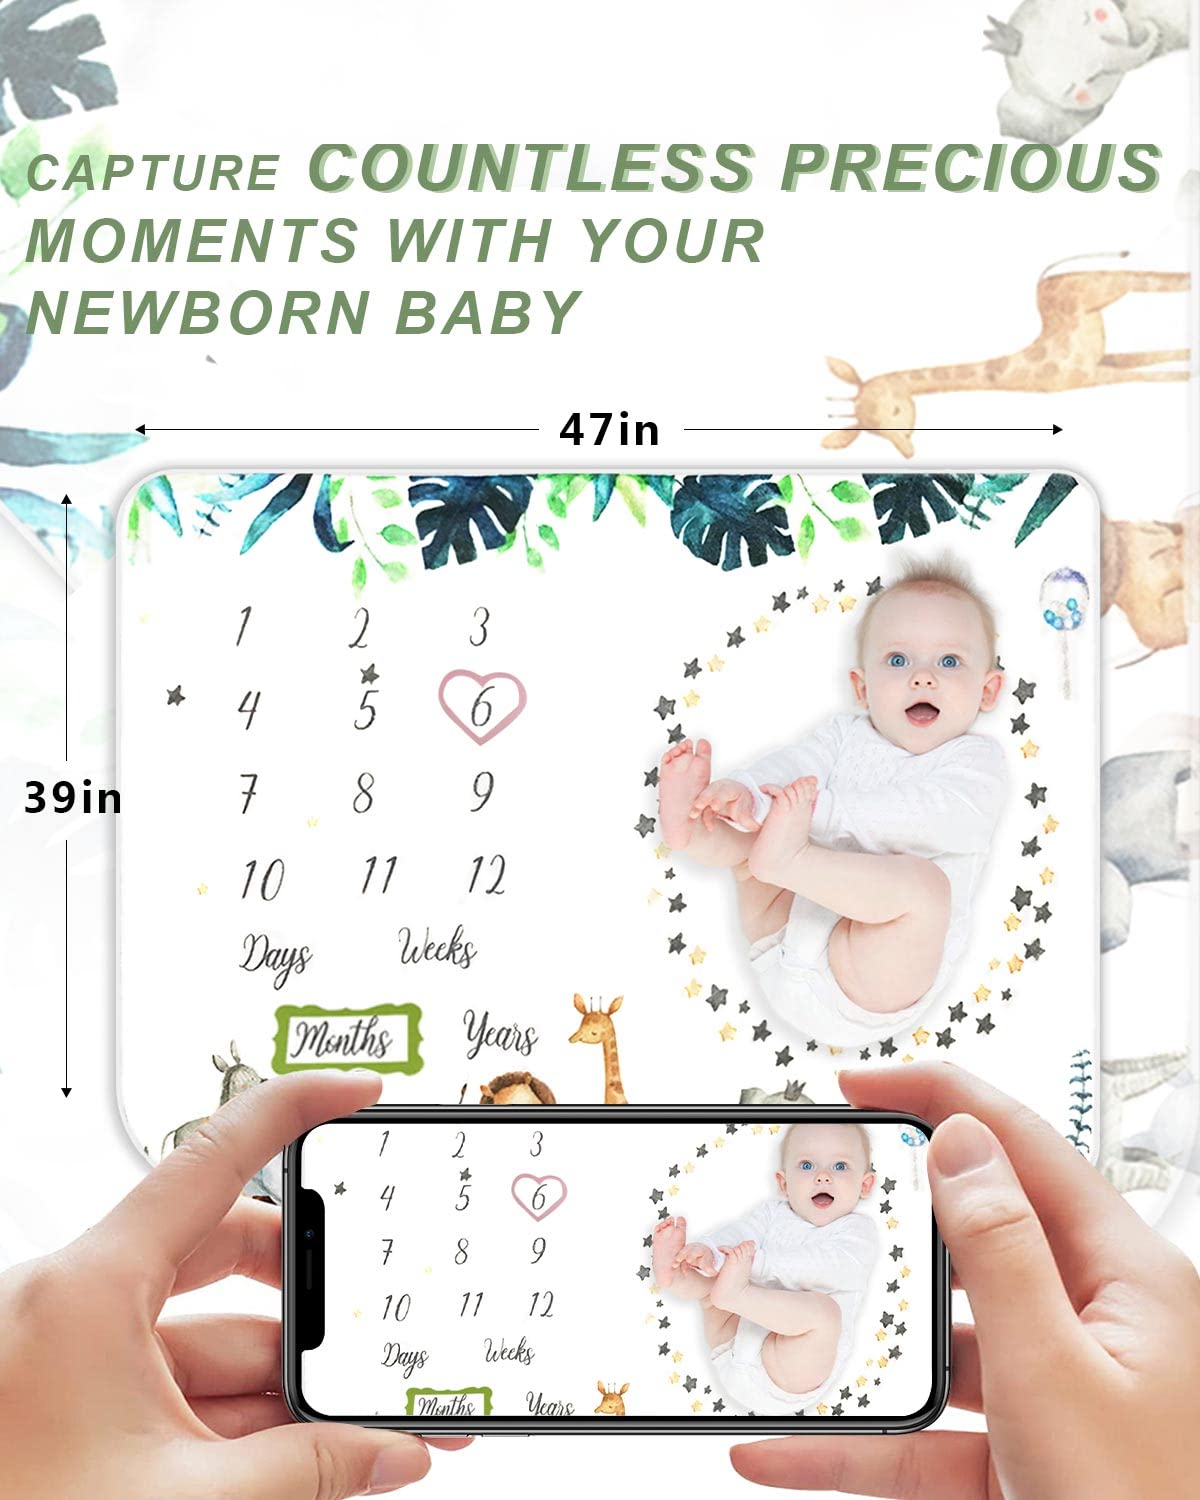 CAPTURE COUNTLESS PRECIOUS
MOMENTS WITH YOUR
NEWBORN BABY
47in
39in
1 2 3
4 5 6
7 8 9
10 11 12
Days Weeks
Months Years
1 2 3
4 5 6
7 8 9
10 11 12
Days Weeks
Months Years